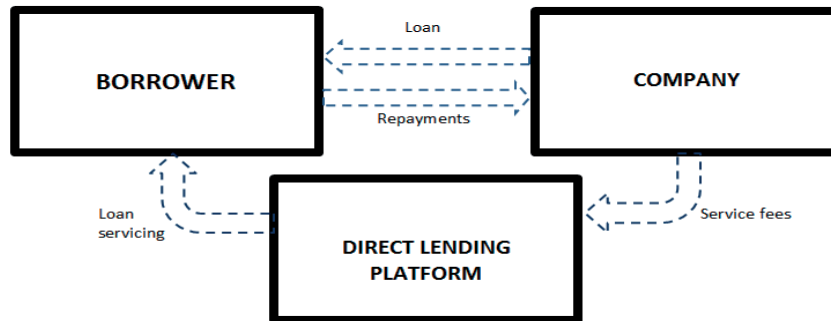 Loan
BORROWER
COMPANY
Repayments
Loan
servicing
Service fees
DIRECT LENDING
PLATFORM